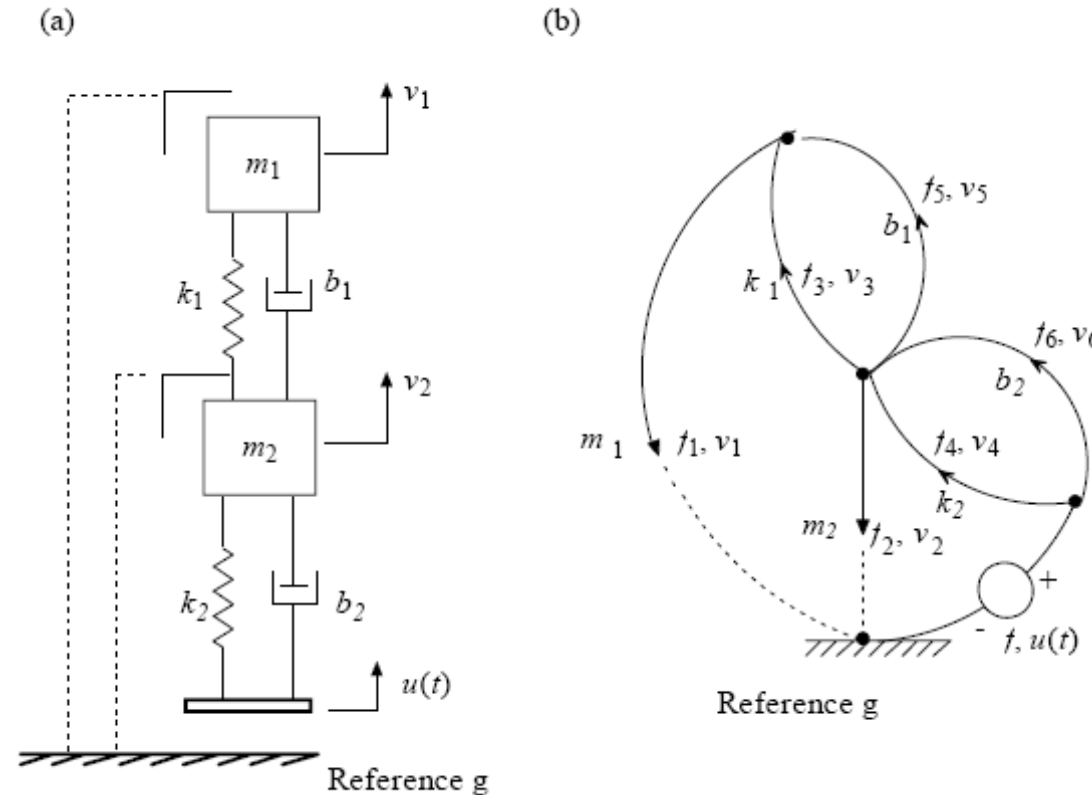 (a)
(b)
v1
m1
k1
b1
v2
m2
k2
b2
u(t)
Reference g
f5, v5
b1
k1
f3, v3
f6, v6
b2
m1
f1, v1
f4, v4
k2
m2
f2, v2
+
-
f, u(t)
Reference g